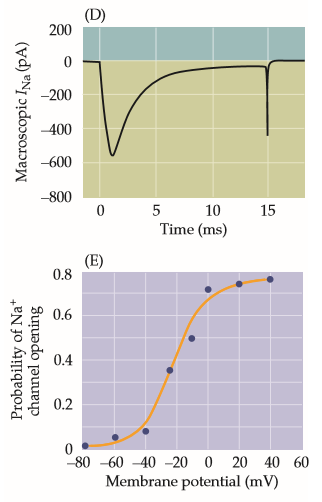 (D)
200
0
−200
−400
−600
−800
Macroscopic I_Na (pA)
0 5 10 15
Time (ms)
(E)
0.8
0.6
0.4
0.2
0
Probability of Na⁺
channel opening
−80 −60 −40 −20 0 20 40 60
Membrane potential (mV)